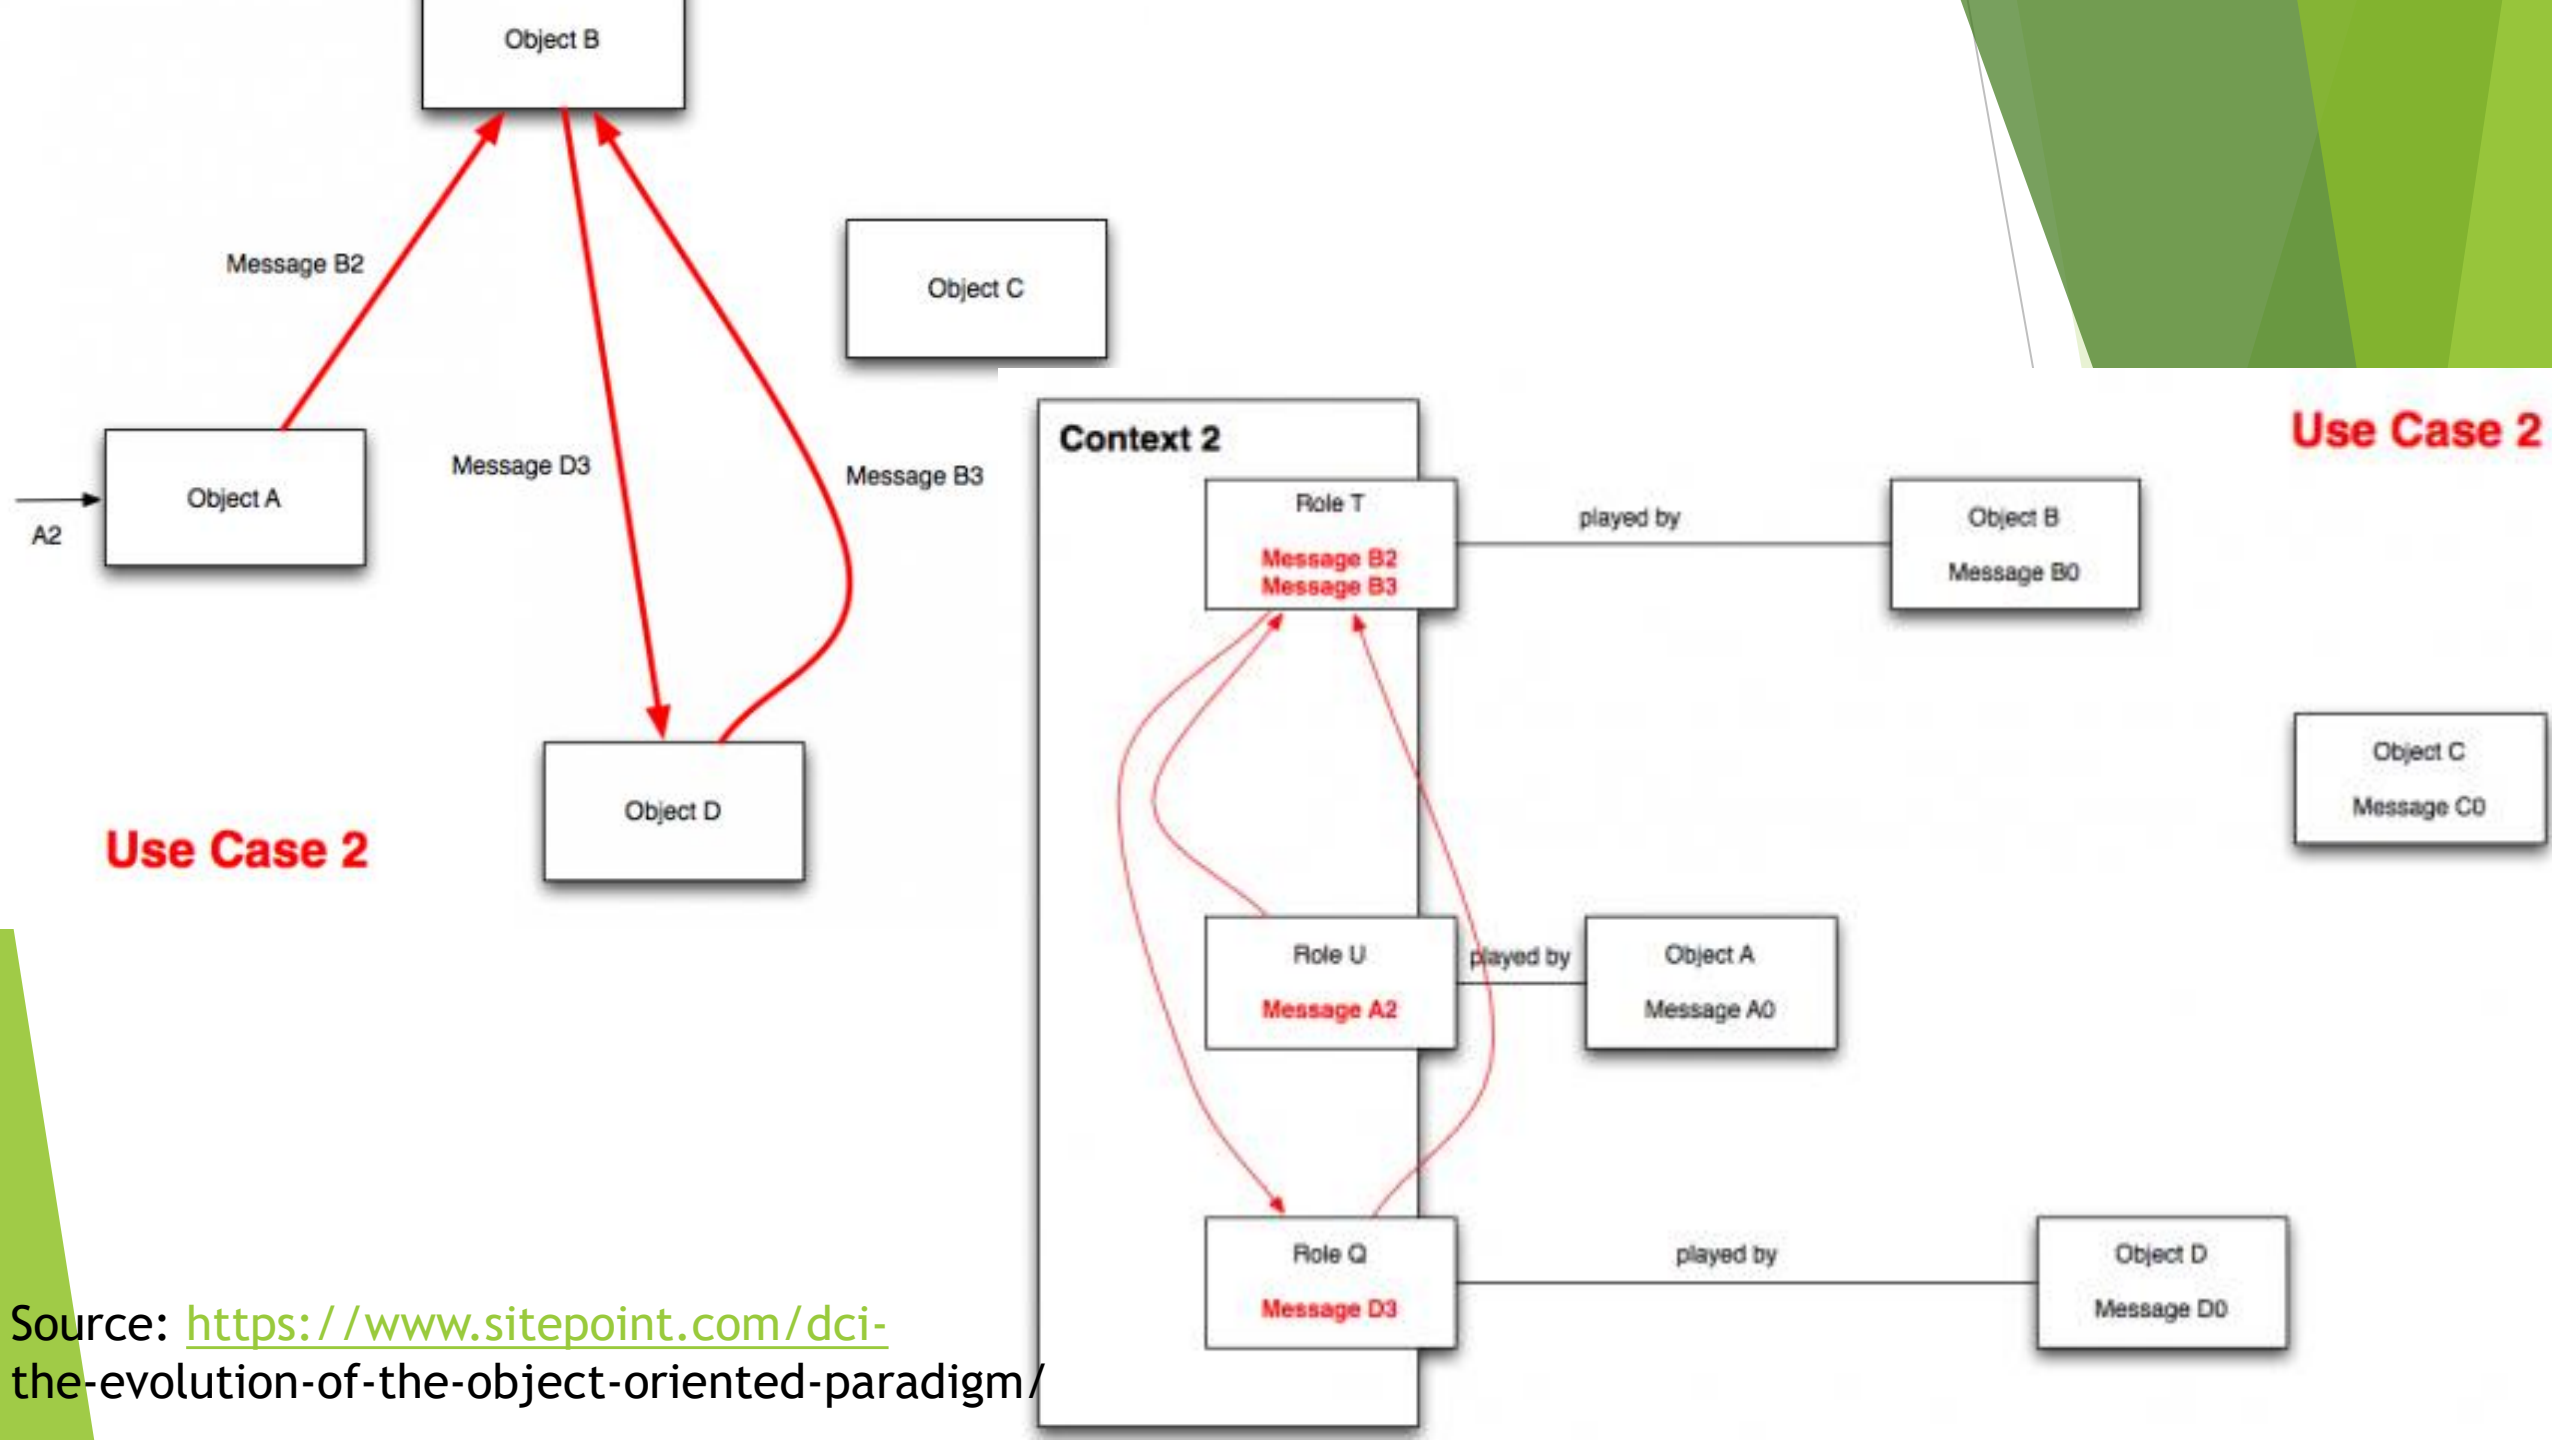 Object B
Message B2
Object C
Message D3
Message B3
Object A
A2
Object D
Use Case 2
Context 2
Use Case 2
Role T
Message B2
Message B3
played by
Object B
Message B0
Object C
Message C0
Role U
Message A2
played by
Object A
Message A0
Role Q
Message D3
played by
Object D
Message D0
Source: https://www.sitepoint.com/dci-
the-evolution-of-the-object-oriented-paradigm/